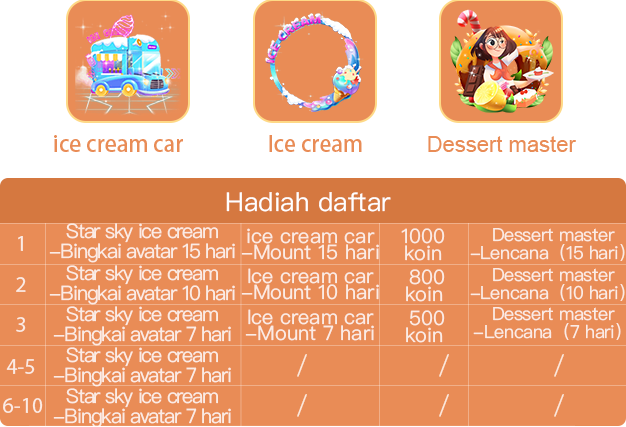 ice cream car
Ice cream
Dessert master
Hadiah daftar
1
Star sky ice cream
–Bingkai avatar 15 hari
ice cream car
–Mount 15 hari
1000
koin
Dessert master
–Lencana（15 hari）
2
Star sky ice cream
–Bingkai avatar 10 hari
Ice cream car
–Mount 10 hari
800
koin
Dessert master
–Lencana（10 hari）
3
Star sky ice cream
–Bingkai avatar 7 hari
Ice cream car
–Mount 7 hari
500
koin
Dessert master
–Lencana（7 hari）
4-5
Star sky ice cream
–Bingkai avatar 7 hari
/
/
/
6-10
Star sky ice cream
–Bingkai avatar 7 hari
/
/
/